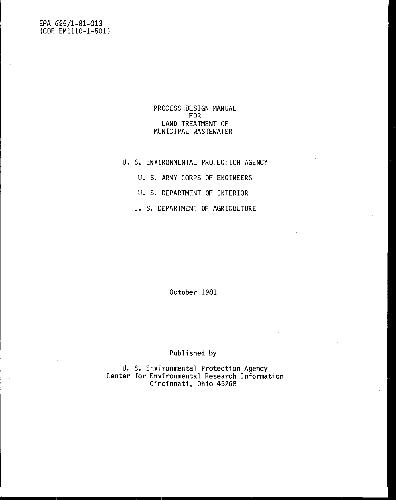 EPA 625/1-81-013
(COE EM1110-1-501)
PROCESS DESIGN MANUAL
FOR
LAND TREATMENT OF
MUNICIPAL WASTEWATER
U. S. ENVIRONMENTAL PROTECTION AGENCY
U. S. ARMY CORPS OF ENGINEERS
U. S. DEPARTMENT OF INTERIOR
U. S. DEPARTMENT OF AGRICULTURE
October 1981
Published by
U. S. Environmental Protection Agency
Center for Environmental Research Information
Cincinnati, Ohio 45268